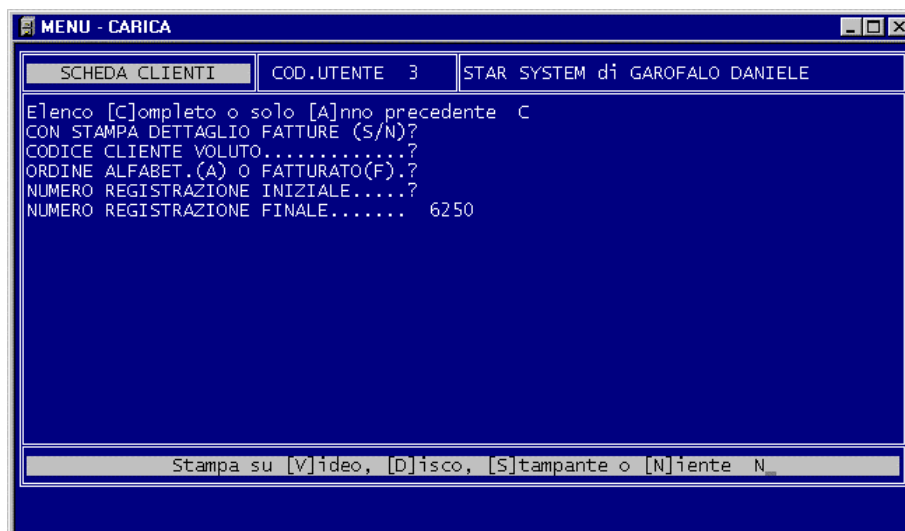 MENU - CARICA
SCHEDA CLIENTI COD.UTENTE 3 STAR SYSTEM di GAROFALO DANIELE
Elenco [C]ompleto o solo [A]nno precedente C
CON STAMPA DETTAGLIO FATTURE (S/N)?
CODICE CLIENTE VOLUTO.............?
ORDINE ALFABET.(A) O FATTURATO(F).?
NUMERO REGISTRAZIONE INIZIALE.....?
NUMERO REGISTRAZIONE FINALE....... 6250
Stampa su [V]ideo, [D]isco, [S]tampante o [N]iente N_